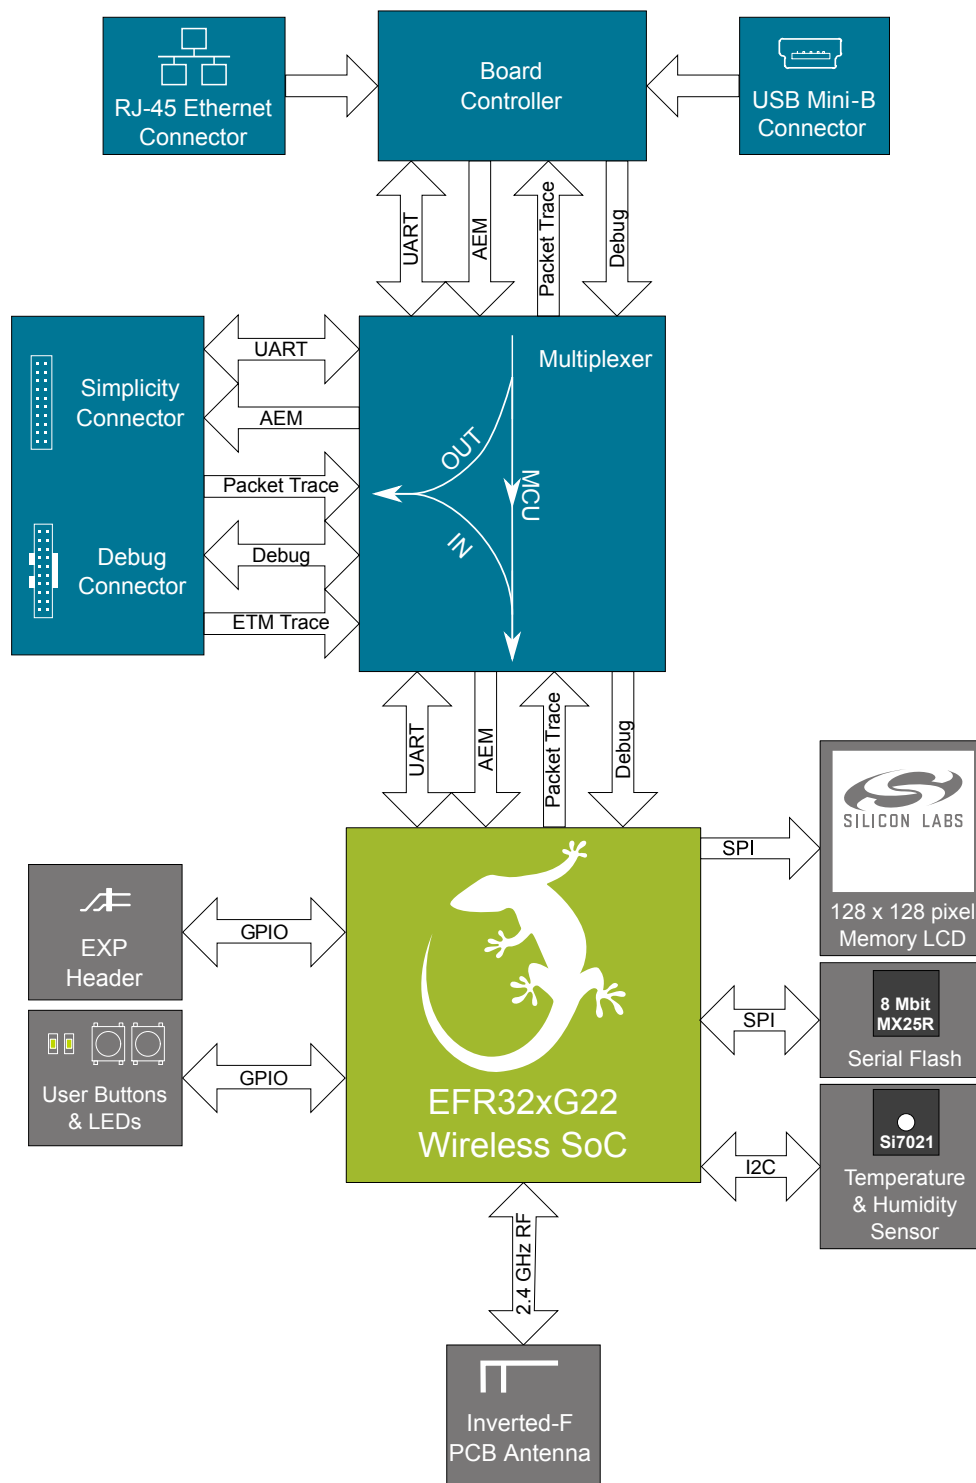 RJ-45 Ethernet
Connector
Board
Controller
USB Mini-B
Connector
UART
AEM
Packet Trace
Debug
Simplicity
Connector
Debug
Connector
UART
AEM
Packet Trace
Debug
ETM Trace
Multiplexer
OUT
MCU
IN
UART
AEM
Packet Trace
Debug
SILICON LABS
128 x 128 pixel
Memory LCD
SPI
EXP
Header
GPIO
8 Mbit
MX25R
Serial Flash
SPI
User Buttons
& LEDs
GPIO
EFR32xG22
Wireless SoC
Si7021
Temperature
& Humidity
Sensor
I2C
2.4 GHz RF
Inverted-F
PCB Antenna